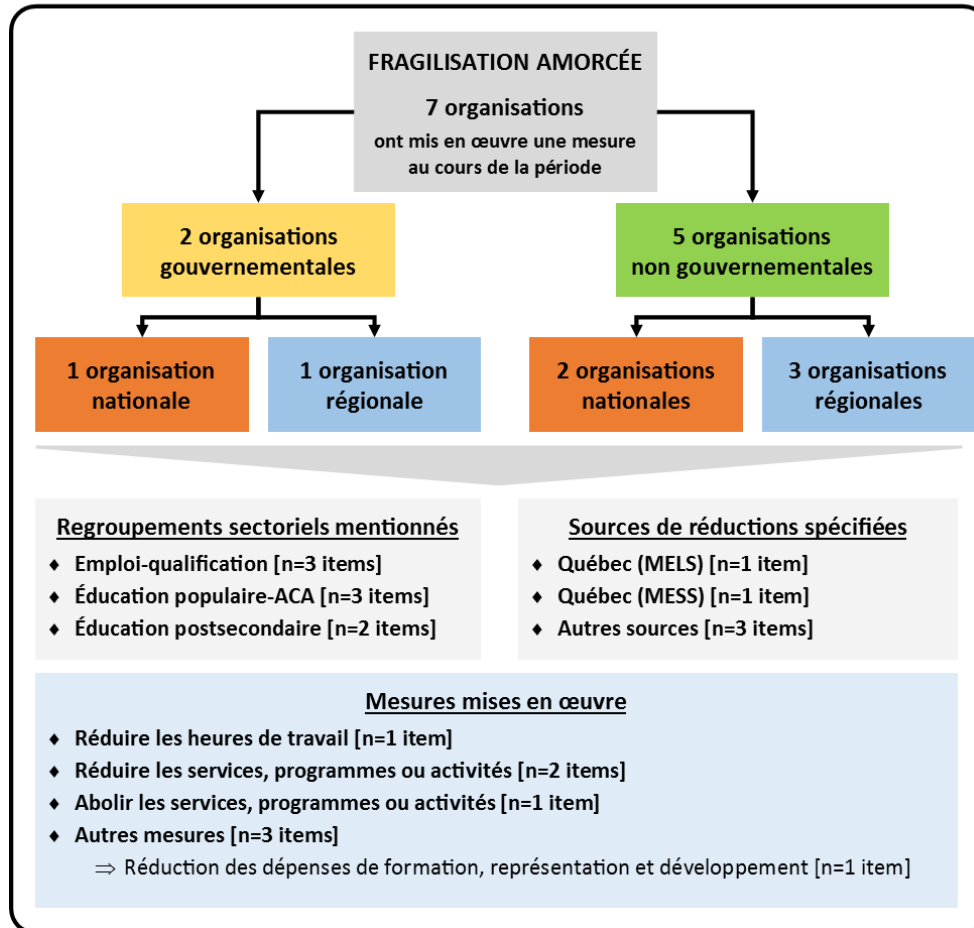 FRAGILISATION AMORCÉE
7 organisations
ont mis en œuvre une mesure
au cours de la période
2 organisations
gouvernementales
5 organisations
non gouvernementales
1 organisation
nationale
1 organisation
régionale
2 organisations
nationales
3 organisations
régionales
Regroupements sectoriels mentionnés
♦ Emploi-qualification [n=3 items]
♦ Éducation populaire-ACA [n=3 items]
♦ Éducation postsecondaire [n=2 items]
Sources de réductions spécifiées
♦ Québec (MELS) [n=1 item]
♦ Québec (MESS) [n=1 item]
♦ Autres sources [n=3 items]
Mesures mises en œuvre
♦ Réduire les heures de travail [n=1 item]
♦ Réduire les services, programmes ou activités [n=2 items]
♦ Abolir les services, programmes ou activités [n=1 item]
♦ Autres mesures [n=3 items]
⇒ Réduction des dépenses de formation, représentation et développement [n=1 item]